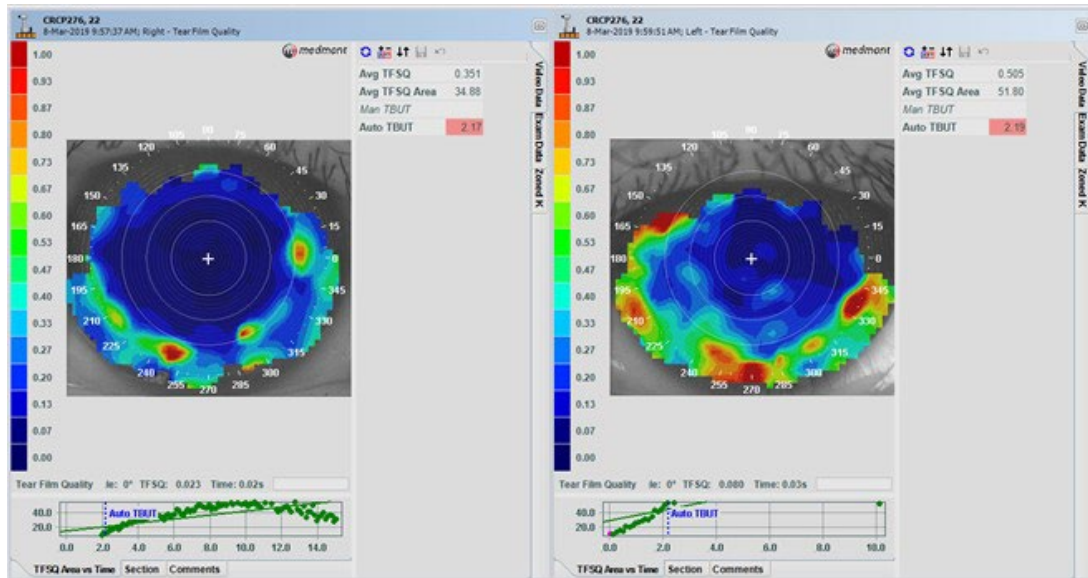 CRCP276, 22
8-Mar-2019 9:57:37 AM; Right - Tear Film Quality
medmont
1.00
0.93
0.87
0.80
0.73
0.67
0.60
0.53
0.47
0.40
0.33
0.27
0.20
0.13
0.07
0.00
105 90 75
120 60
135 45
150 30
165 15
180 0
195 345
210 330
225 315
240 255 270 285 300
Avg TFSQ 0.351
Avg TFSQ Area 34.88
Man TBUT
Auto TBUT 2.17
Video Data
Exam Data
Zoned K
Tear Film Quality ie: 0° TFSQ: 0.023 Time: 0.02s
40.0
20.0
Auto TBUT
0.0 2.0 4.0 6.0 8.0 10.0 12.0 14.0
TFSQ Area vs Time Section Comments
CRCP276, 22
8-Mar-2019 9:59:51 AM; Left - Tear Film Quality
medmont
1.00
0.93
0.87
0.80
0.73
0.67
0.60
0.53
0.47
0.40
0.33
0.27
0.20
0.13
0.07
0.00
105 90 75
120 60
135 45
150 30
165 15
180 0
195 345
210 330
225 315
240 255 270 285 300
Avg TFSQ 0.505
Avg TFSQ Area 51.80
Man TBUT
Auto TBUT 2.19
Video Data
Exam Data
Zoned K
Tear Film Quality ie: 0° TFSQ: 0.080 Time: 0.03s
40.0
20.0
Auto TBUT
0.0 2.0 4.0 6.0 8.0 10.0
TFSQ Area vs Time Section Comments